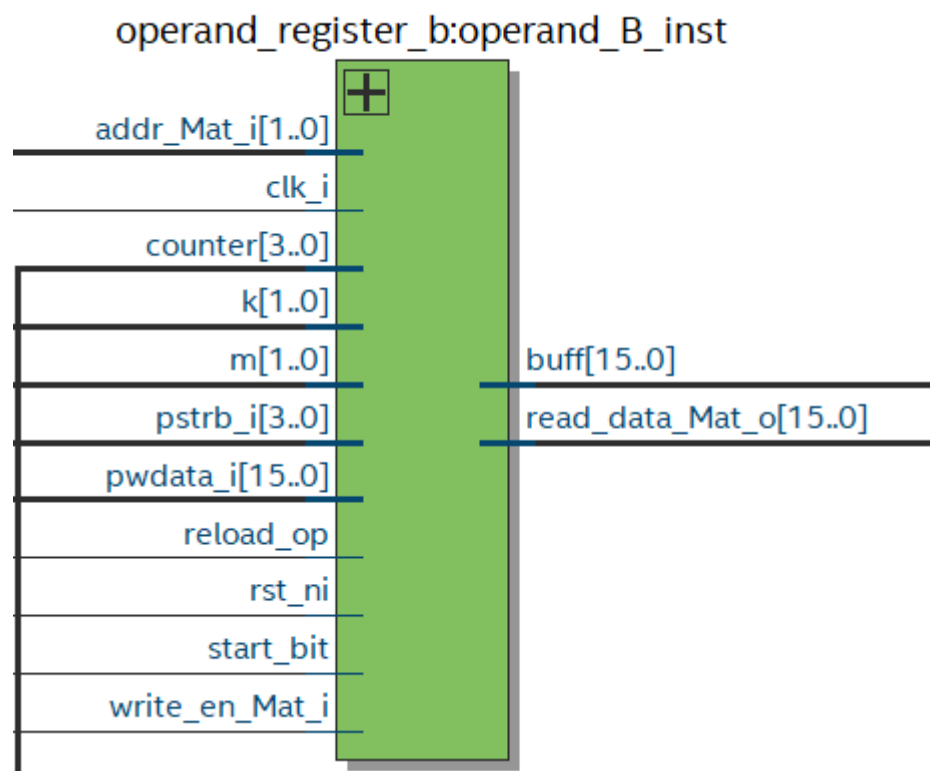 operand_register_b:operand_B_inst
addr_Mat_i[1..0]
clk_i
counter[3..0]
k[1..0]
m[1..0]
pstrb_i[3..0]
pwdata_i[15..0]
reload_op
rst_ni
start_bit
write_en_Mat_i
buff[15..0]
read_data_Mat_o[15..0]